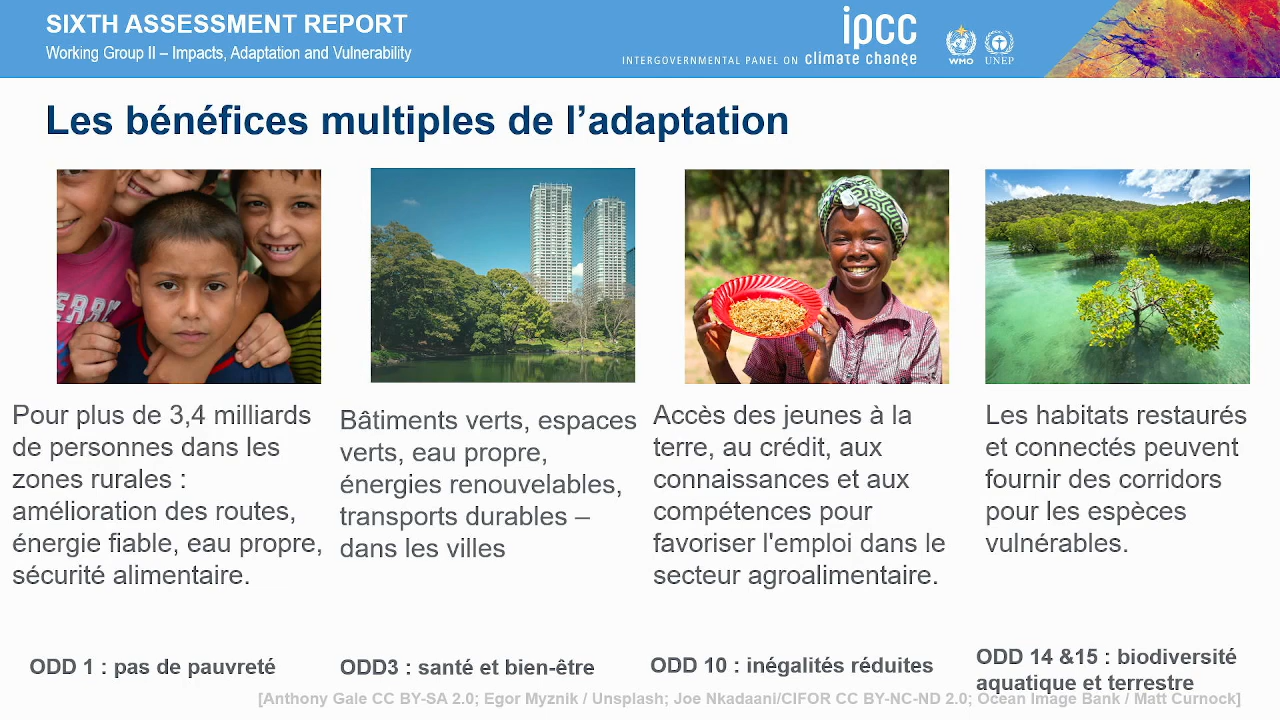 SIXTH ASSESSMENT REPORT
Working Group II – Impacts, Adaptation and Vulnerability
ipcc
INTERGOVERNMENTAL PANEL ON climate change
WMO
UNEP
Les bénéfices multiples de l’adaptation
Pour plus de 3,4 milliards
de personnes dans les
zones rurales :
amélioration des routes,
énergie fiable, eau propre,
sécurité alimentaire.
Bâtiments verts, espaces
verts, eau propre,
énergies renouvelables,
transports durables –
dans les villes
Accès des jeunes à la
terre, au crédit, aux
connaissances et aux
compétences pour
favoriser l'emploi dans le
secteur agroalimentaire.
Les habitats restaurés
et connectés peuvent
fournir des corridors
pour les espèces
vulnérables.
ODD 1 : pas de pauvreté
ODD3 : santé et bien-être
ODD 10 : inégalités réduites
ODD 14 &15 : biodiversité
aquatique et terrestre
[Anthony Gale CC BY-SA 2.0; Egor Myznik / Unsplash; Joe Nkadaani/CIFOR CC BY-NC-ND 2.0; Ocean Image Bank / Matt Curnock]